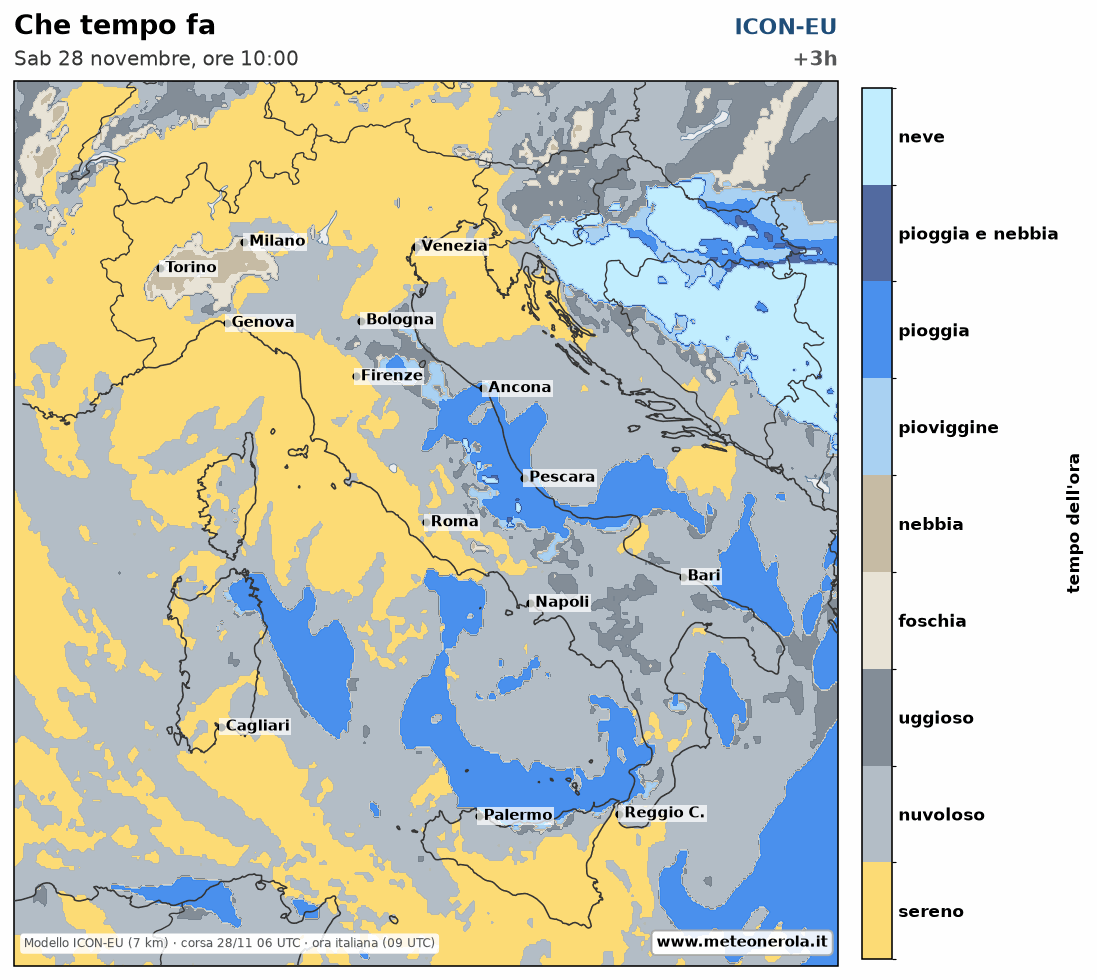 Che tempo fa
ICON-EU
Sab 28 novembre, ore 10:00
+3h
Milano
Venezia
Torino
Genova
Bologna
Firenze
Ancona
Pescara
Roma
Bari
Napoli
Cagliari
Palermo
Reggio C.
neve
pioggia e nebbia
pioggia
pioviggine
nebbia
foschia
uggioso
nuvoloso
sereno
tempo dell'ora
Modello ICON-EU (7 km) · corsa 28/11 06 UTC · ora italiana (09 UTC)
www.meteonerola.it